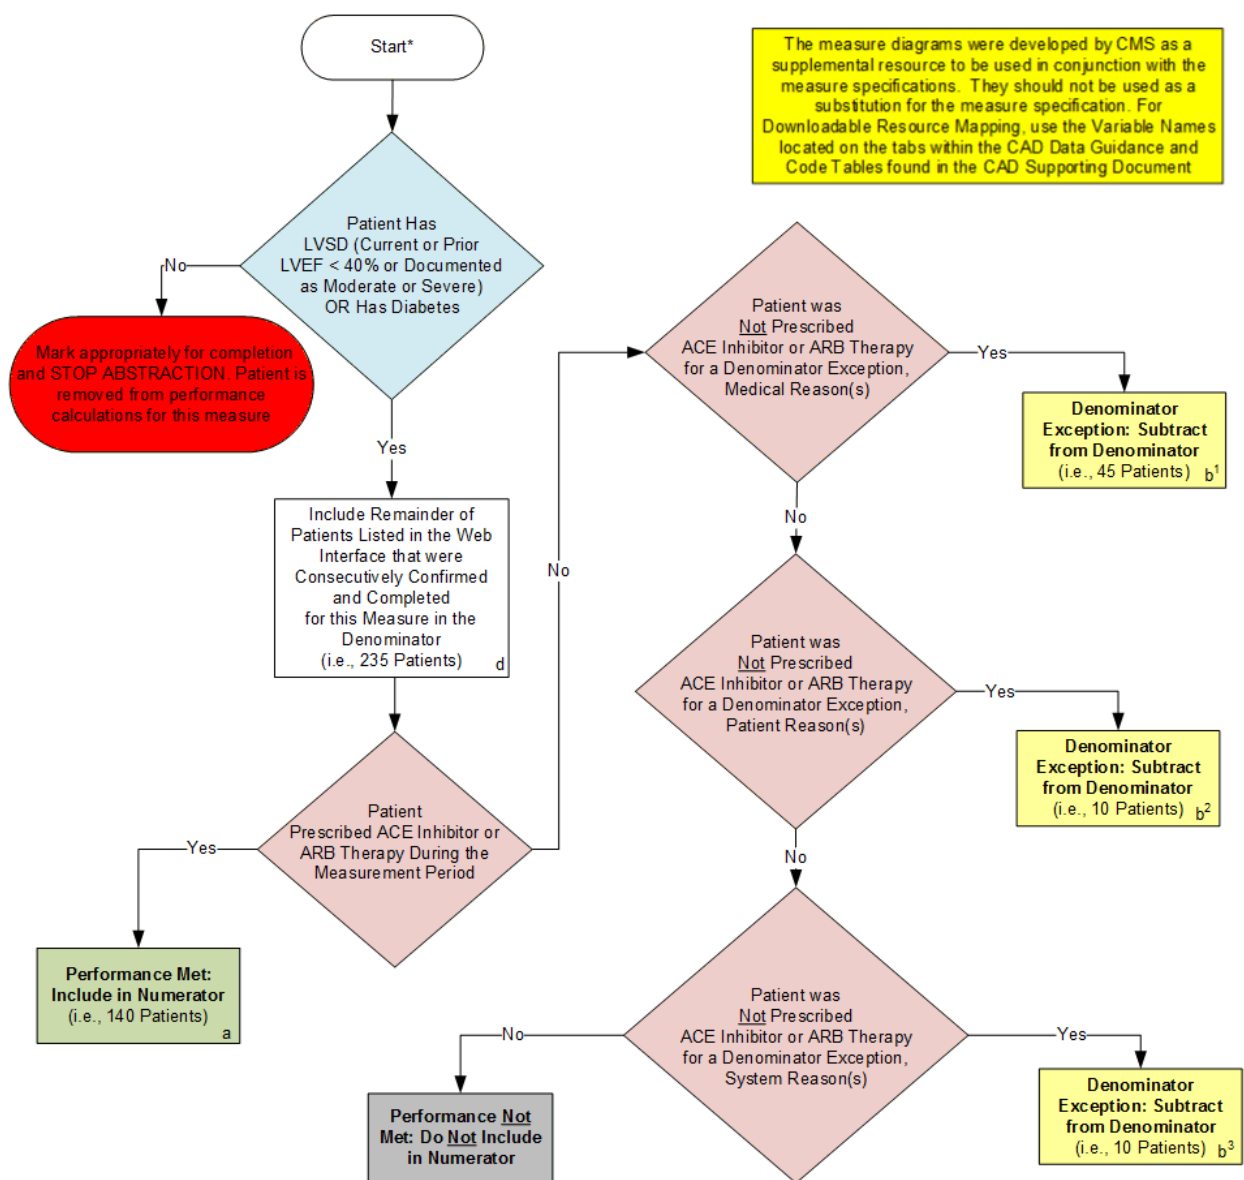 Start*
The measure diagrams were developed by CMS as a
supplemental resource to be used in conjunction with the
measure specifications. They should not be used as a
substitution for the measure specification. For
Downloadable Resource Mapping, use the Variable Names
located on the tabs within the CAD Data Guidance and
Code Tables found in the CAD Supporting Document
Patient Has
LVSD (Current or Prior
LVEF < 40% or Documented
as Moderate or Severe)
OR Has Diabetes
No
Mark appropriately for completion
and STOP ABSTRACTION. Patient is
removed from performance
calculations for this measure
Yes
Include Remainder of
Patients Listed in the Web
Interface that were
Consecutively Confirmed
and Completed
for this Measure in the
Denominator
(i.e., 235 Patients)
d
Patient
Prescribed ACE Inhibitor or
ARB Therapy During the
Measurement Period
Yes
Performance Met:
Include in Numerator
(i.e., 140 Patients)
a
No
Patient was
Not Prescribed
ACE Inhibitor or ARB Therapy
for a Denominator Exception,
Medical Reason(s)
Yes
Denominator
Exception: Subtract
from Denominator
(i.e., 45 Patients)
b¹
No
Patient was
Not Prescribed
ACE Inhibitor or ARB Therapy
for a Denominator Exception,
Patient Reason(s)
Yes
Denominator
Exception: Subtract
from Denominator
(i.e., 10 Patients)
b²
No
Patient was
Not Prescribed
ACE Inhibitor or ARB Therapy
for a Denominator Exception,
System Reason(s)
Yes
Denominator
Exception: Subtract
from Denominator
(i.e., 10 Patients)
b³
No
Performance Not
Met: Do Not Include
in Numerator